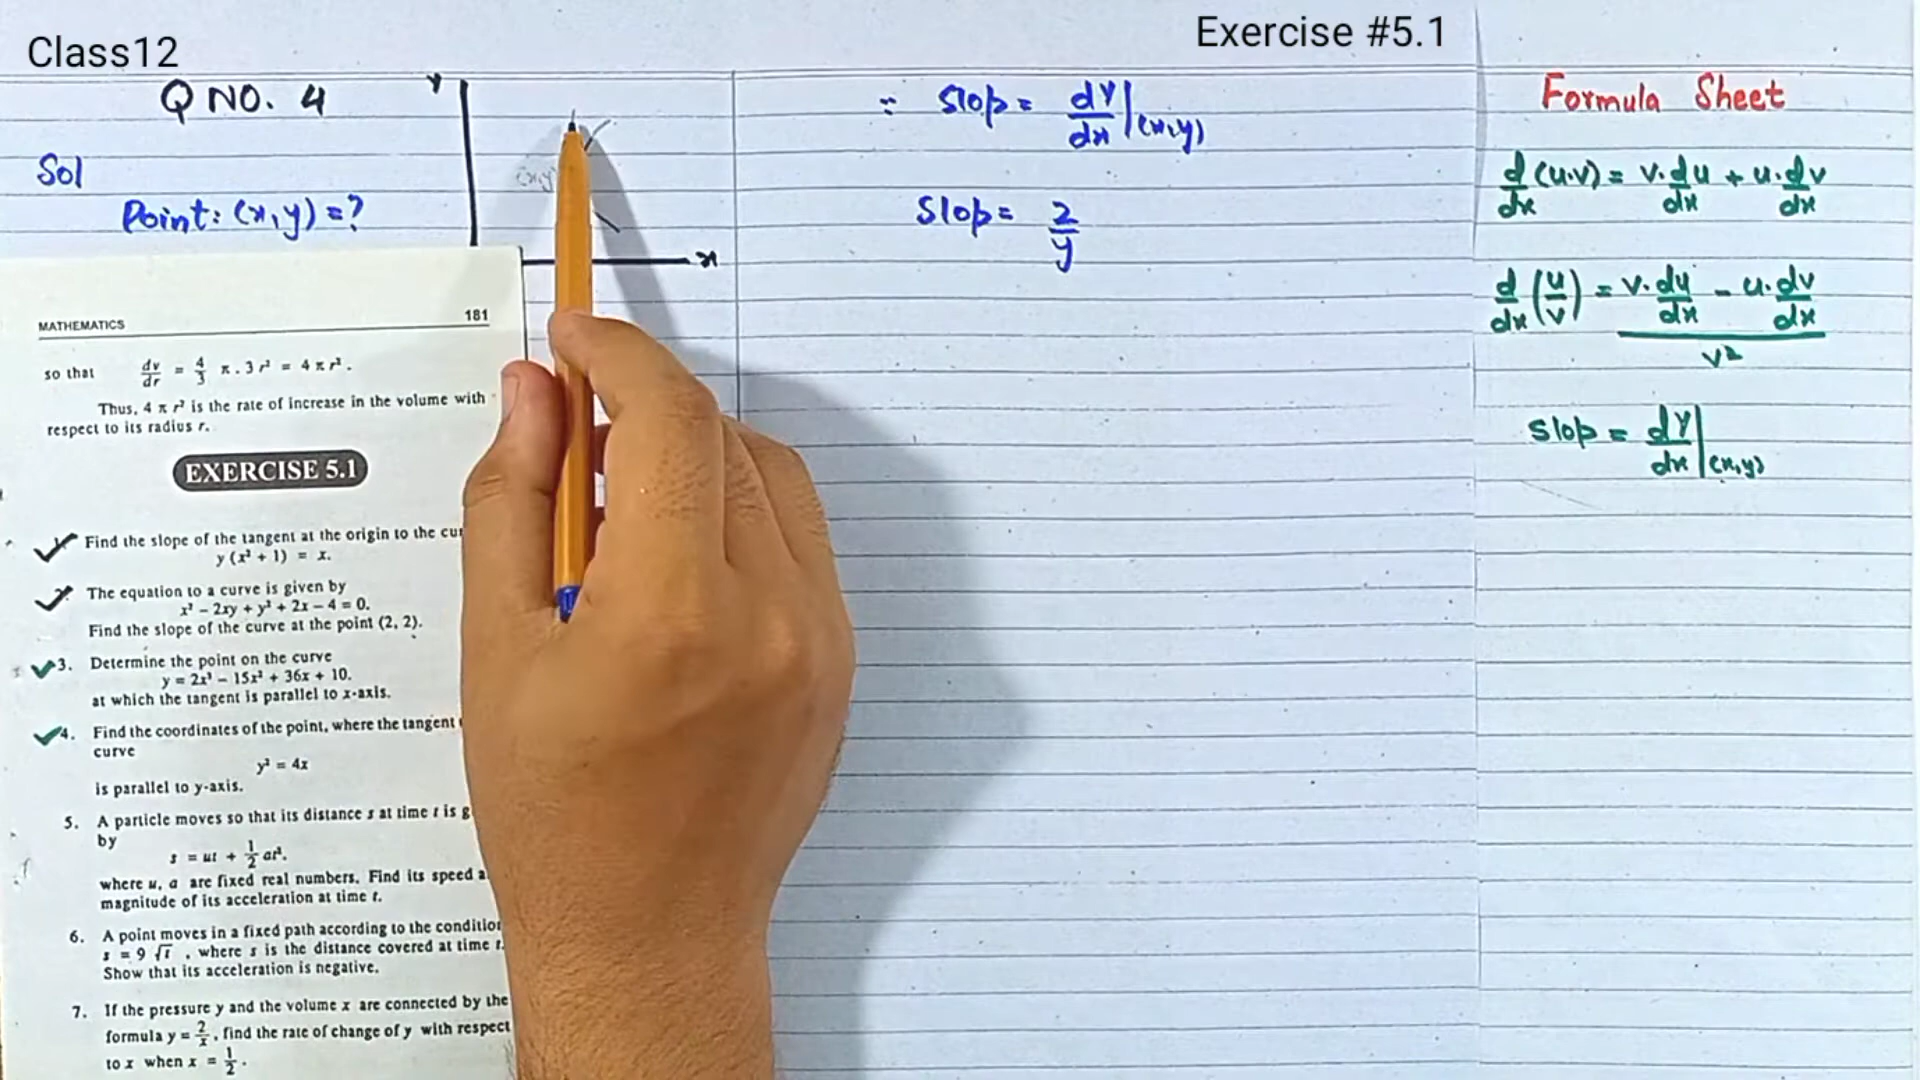 Class12
Exercise #5.1
Q NO. 4
Sol
Point: (x,y) = ?
y
(x,y)
x
MATHEMATICS 181
so that dv/dr = 4/3 π . 3 r² = 4 π r² .
Thus, 4 π r² is the rate of increase in the volume with
respect to its radius r.
EXERCISE 5.1
Find the slope of the tangent at the origin to the
y (x² + 1) = x.
The equation to a curve is given by
x³ – 2xy + y³ + 2x – 4 = 0.
Find the slope of the curve at the point (2, 2).
3. Determine the point on the curve
y = 2x³ – 15x² + 36x + 10.
at which the tangent is parallel to x-axis.
4. Find the coordinates of the point, where the tangent
curve
y² = 4x
is parallel to y-axis.
5. A particle moves so that its distance s at time t is
by
s = ut + 1/2 at².
where u, a are fixed real numbers. Find its speed
magnitude of its acceleration at time t.
6. A point moves in a fixed path according to the
s = 9 √t , where s is the distance covered at time t.
Show that its acceleration is negative.
7. If the pressure y and the volume x are connected by the
formula y = 2/x , find the rate of change of y with respect
to x when x = 1/2 .
= Slop = dy/dx |(x,y)
Slop = 2/y
Formula Sheet
d/dx (u.v) = v. du/dx + u. dv/dx
d/dx (u/v) = v. du/dx - u. dv/dx
v²
Slop = dy/dx |(x,y)